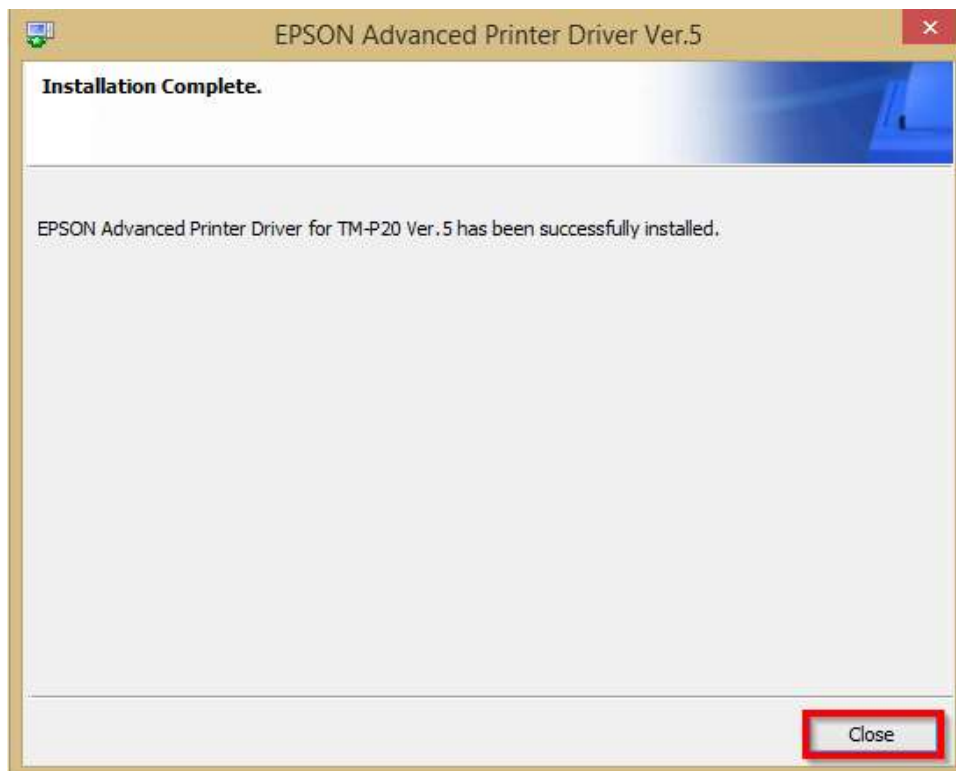 EPSON Advanced Printer Driver Ver.5
Installation Complete.
EPSON Advanced Printer Driver for TM-P20 Ver.5 has been successfully installed.
Close